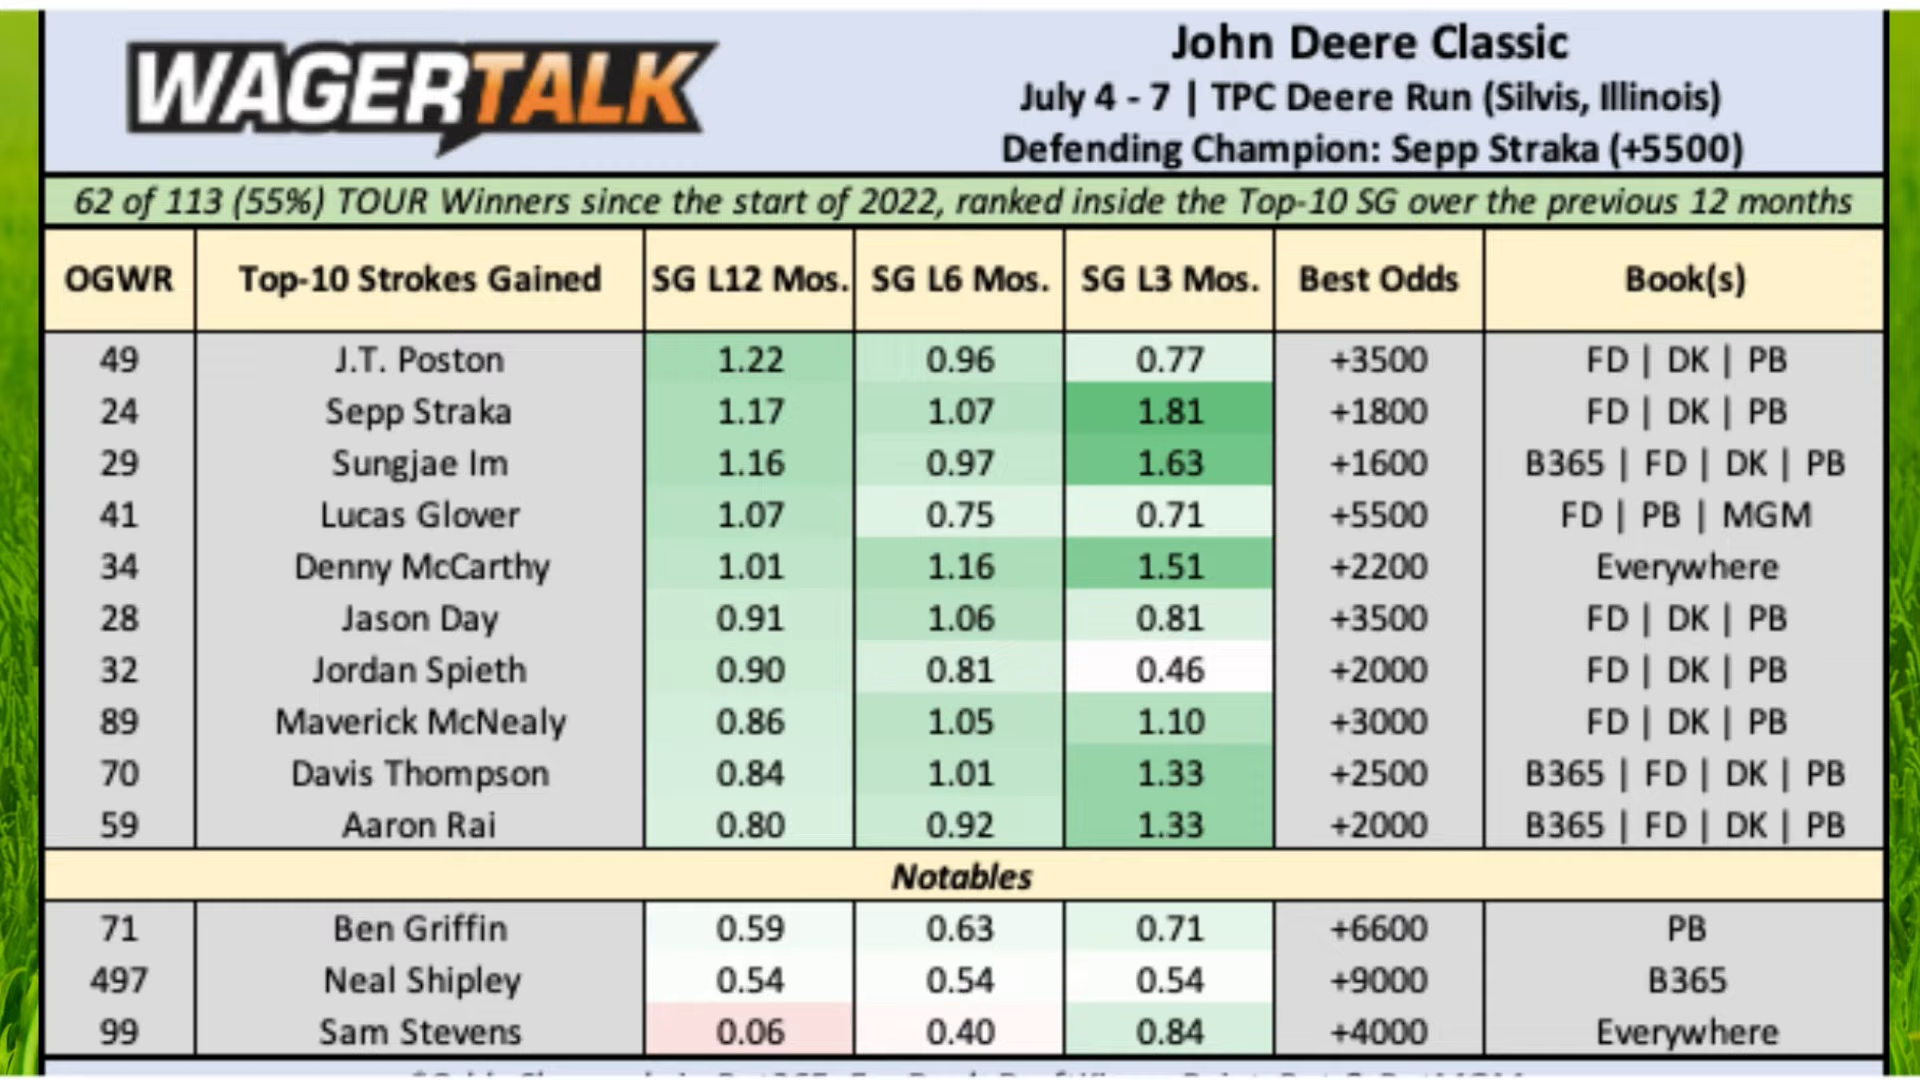 WAGERTALK
John Deere Classic
July 4 - 7 | TPC Deere Run (Silvis, Illinois)
Defending Champion: Sepp Straka (+5500)
62 of 113 (55%) TOUR Winners since the start of 2022, ranked inside the Top-10 SG over the previous 12 months
OGWR Top-10 Strokes Gained SG L12 Mos. SG L6 Mos. SG L3 Mos. Best Odds Book(s)
49 J.T. Poston 1.22 0.96 0.77 +3500 FD | DK | PB
24 Sepp Straka 1.17 1.07 1.81 +1800 FD | DK | PB
29 Sungjae Im 1.16 0.97 1.63 +1600 B365 | FD | DK | PB
41 Lucas Glover 1.07 0.75 0.71 +5500 FD | PB | MGM
34 Denny McCarthy 1.01 1.16 1.51 +2200 Everywhere
28 Jason Day 0.91 1.06 0.81 +3500 FD | DK | PB
32 Jordan Spieth 0.90 0.81 0.46 +2000 FD | DK | PB
89 Maverick McNealy 0.86 1.05 1.10 +3000 FD | DK | PB
70 Davis Thompson 0.84 1.01 1.33 +2500 B365 | FD | DK | PB
59 Aaron Rai 0.80 0.92 1.33 +2000 B365 | FD | DK | PB
Notables
71 Ben Griffin 0.59 0.63 0.71 +6600 PB
497 Neal Shipley 0.54 0.54 0.54 +9000 B365
99 Sam Stevens 0.06 0.40 0.84 +4000 Everywhere